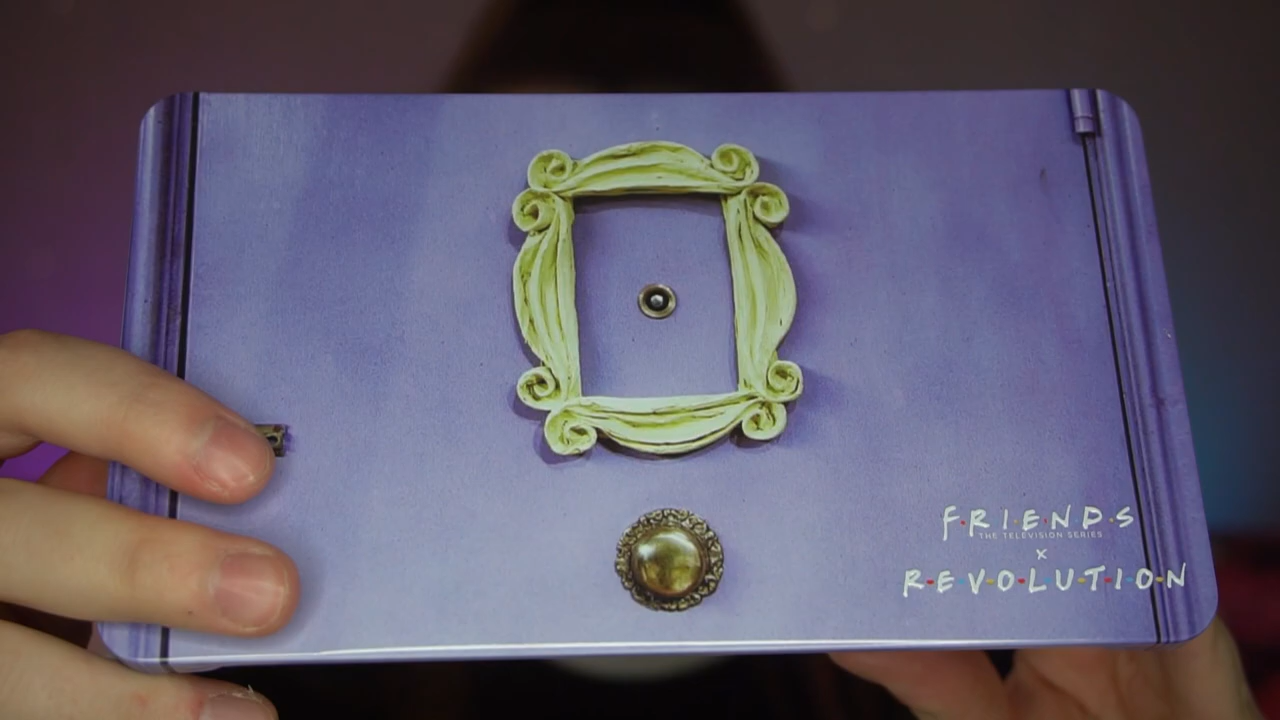 F·R·I·E·N·D·S
THE TELEVISION SERIES
x
R·E·V·O·L·U·T·I·O·N